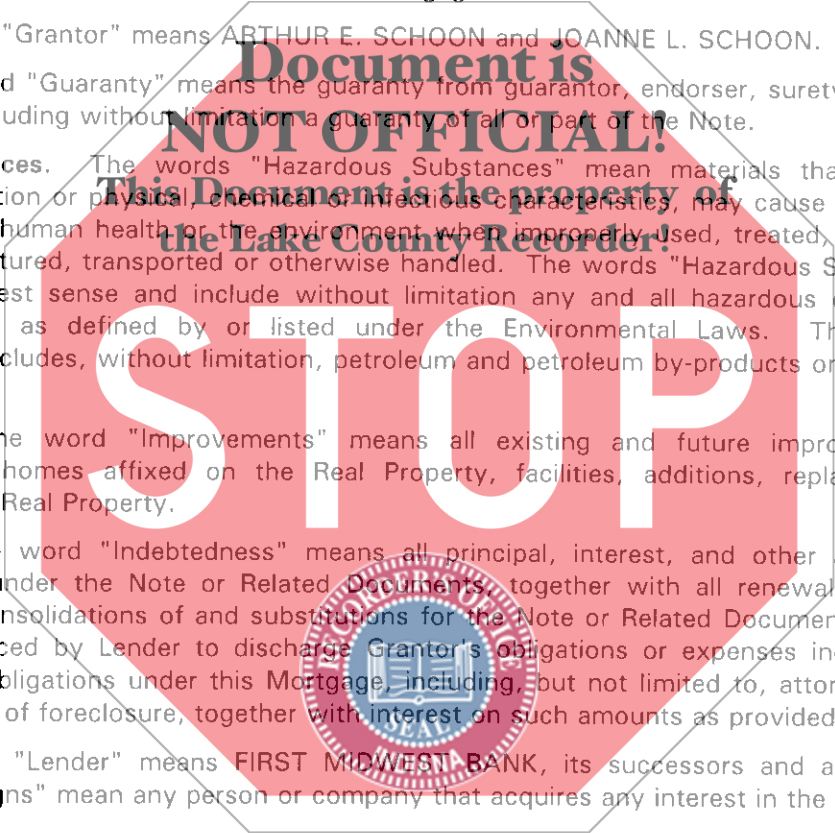 "Grantor" means ARTHUR E. SCHOON and JOANNE L. SCHOON.
Document is
d "Guaranty" means the guaranty from guarantor, endorser, surety
uding without limitation a guaranty of all or part of the Note.
NOT OFFICIAL!
ces. The words "Hazardous Substances" mean materials tha
This Document is the property of
tion or physical, chemical or infectious characteristics, may cause
human health or the environment when improperly used, treated,
the Lake County Recorder!
tured, transported or otherwise handled. The words "Hazardous S
est sense and include without limitation any and all hazardous
as defined by or listed under the Environmental Laws. Th
cludes, without limitation, petroleum and petroleum by-products or
STOP
he word "Improvements" means all existing and future impro
homes affixed on the Real Property, facilities, additions, repla
Real Property.
word "Indebtedness" means all principal, interest, and other
nder the Note or Related Documents, together with all renewal
nsolidations of and substitutions for the Note or Related Documen
ced by Lender to discharge Grantor's obligations or expenses in
bligations under this Mortgage, including, but not limited to, attor
of foreclosure, together with interest on such amounts as provided
RECORDER'S OFFICE
SEAL
INDIANA
"Lender" means FIRST MIDWEST BANK, its successors and a
gns" mean any person or company that acquires any interest in the